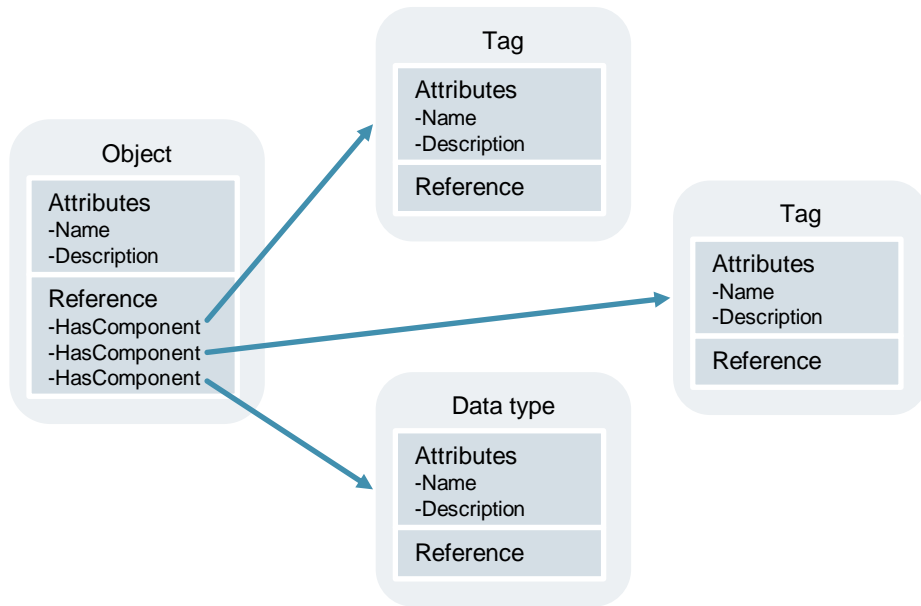 Object
Attributes
-Name
-Description
Reference
-HasComponent
-HasComponent
-HasComponent
Tag
Attributes
-Name
-Description
Reference
Tag
Attributes
-Name
-Description
Reference
Data type
Attributes
-Name
-Description
Reference